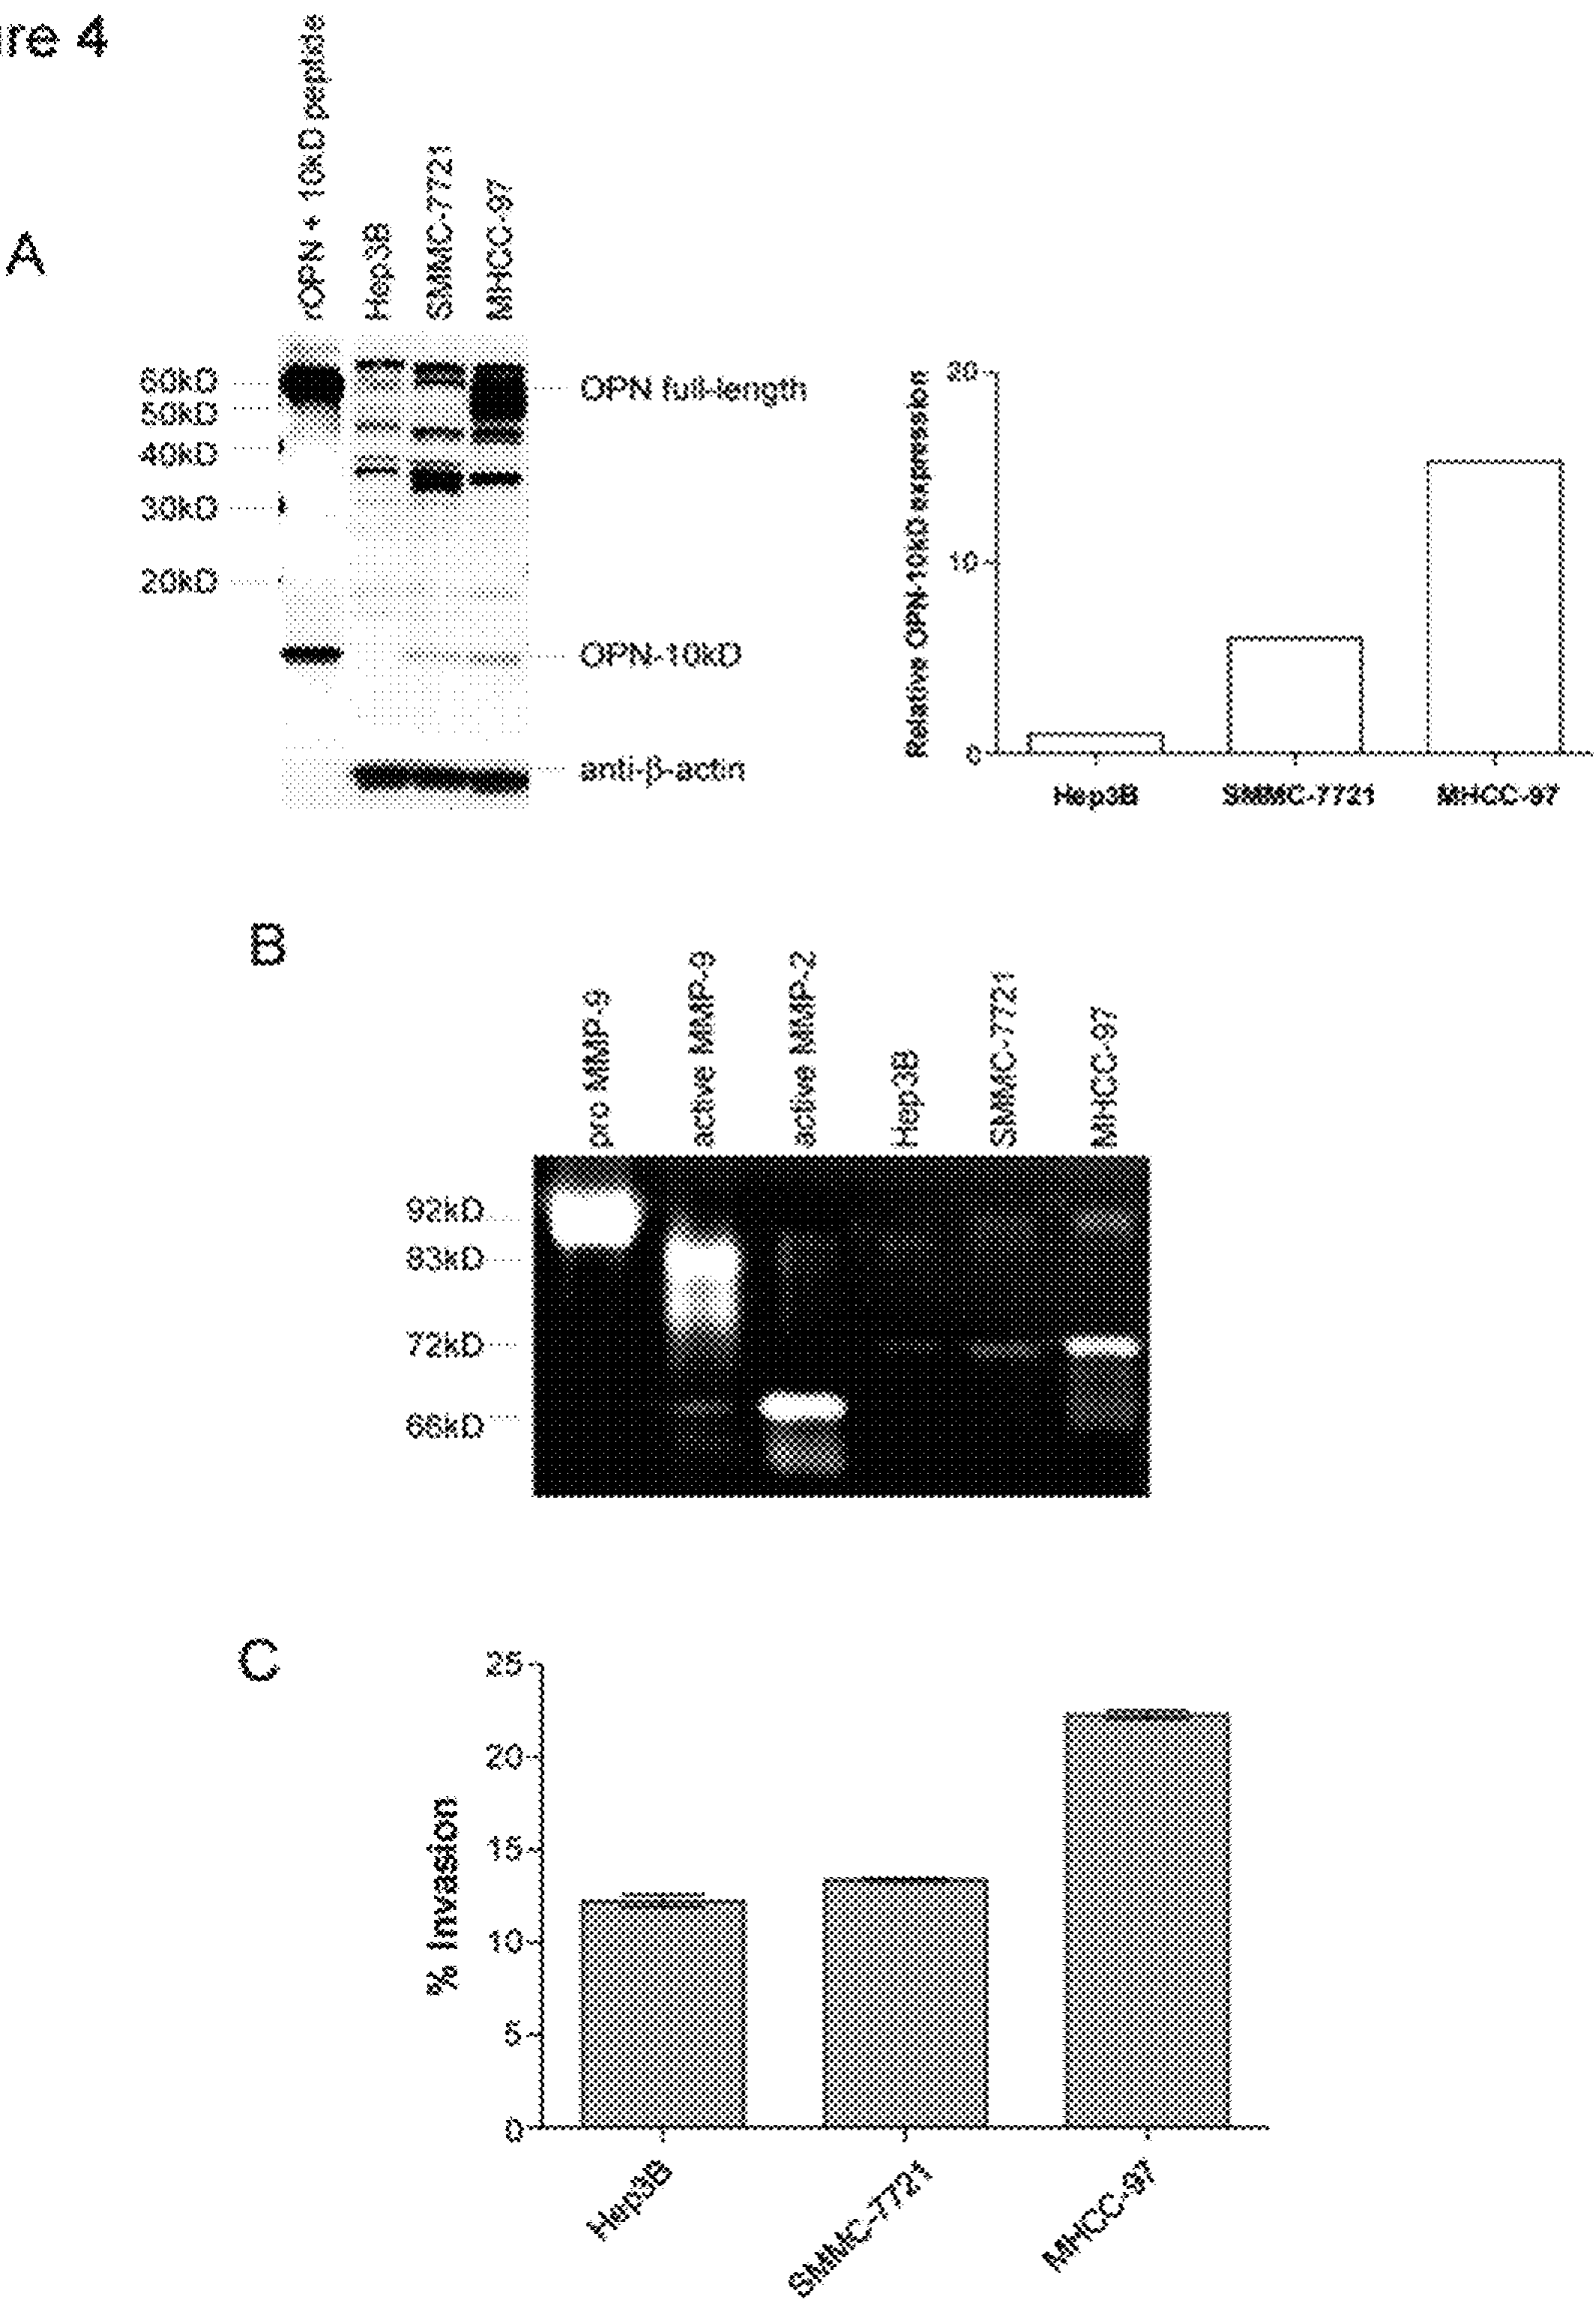 ure 4
A
rOPN + 10kD peptide
Hep3B
SMMC-7721
MHCC-97
60kD
50kD
40kD
30kD
20kD
OPN full-length
OPN-10kD
anti-β-actin
Relative OPN-10kD expression
20
10
0
Hep3B
SMMC-7721
MHCC-97
B
pro MMP-9
active MMP-9
active MMP-2
Hep3B
SMMC-7721
MHCC-97
92kD
83kD
72kD
66kD
C
% Invasion
25
20
15
10
5
0
Hep3B
SMMC-7721
MHCC-97